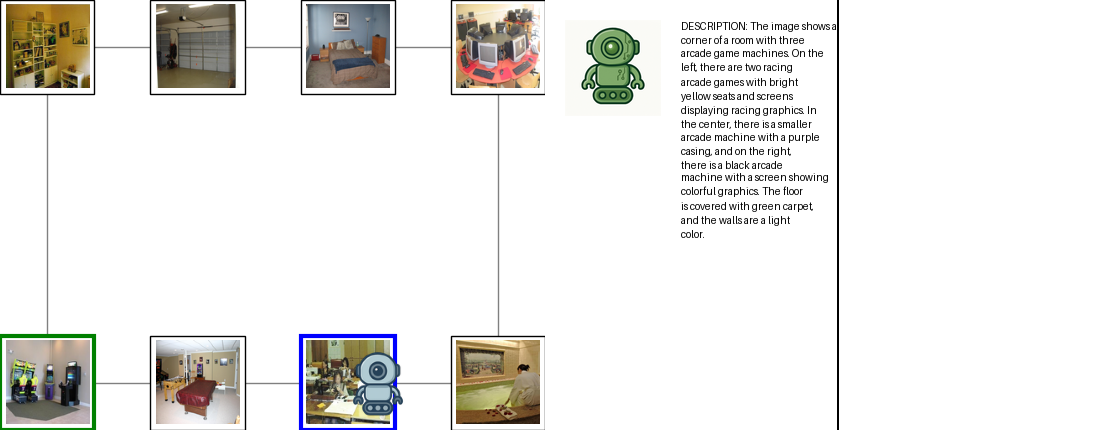 DESCRIPTION: The image shows a
corner of a room with three
arcade game machines. On the
left, there are two racing
arcade games with bright
yellow seats and screens
displaying racing graphics. In
the center, there is a smaller
arcade machine with a purple
casing, and on the right,
there is a black arcade
machine with a screen showing
colorful graphics. The floor
is covered with green carpet,
and the walls are a light
color.